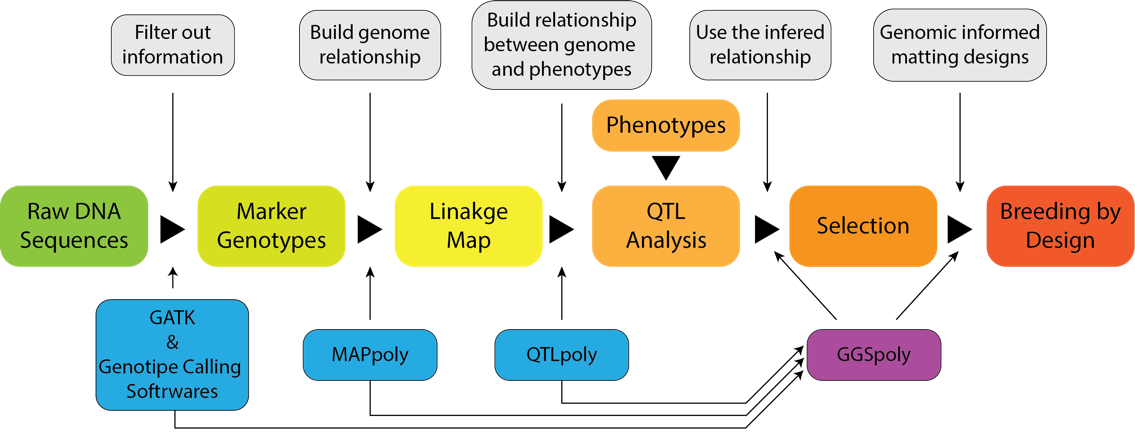 Filter out
information
Build genome
relationship
Build relationship
between genome
and phenotypes
Use the infered
relationship
Genomic informed
matting designs
Phenotypes
Raw DNA
Sequences
Marker
Genotypes
Linakge
Map
QTL
Analysis
Selection
Breeding by
Design
GATK
&
Genotipe Calling
Softrwares
MAPpoly
QTLpoly
GGSpoly